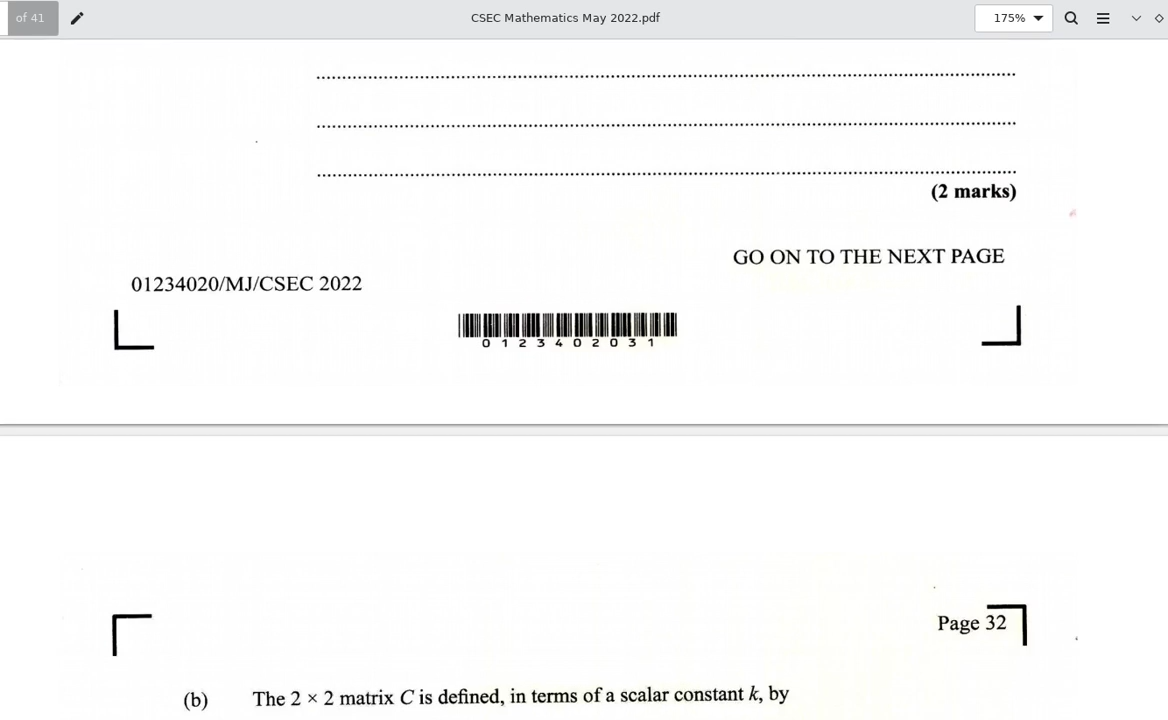 of 41
CSEC Mathematics May 2022.pdf
175%
(2 marks)
GO ON TO THE NEXT PAGE
01234020/MJ/CSEC 2022
0 1 2 3 4 0 2 0 3 1
Page 32
(b) The 2 × 2 matrix C is defined, in terms of a scalar constant k, by